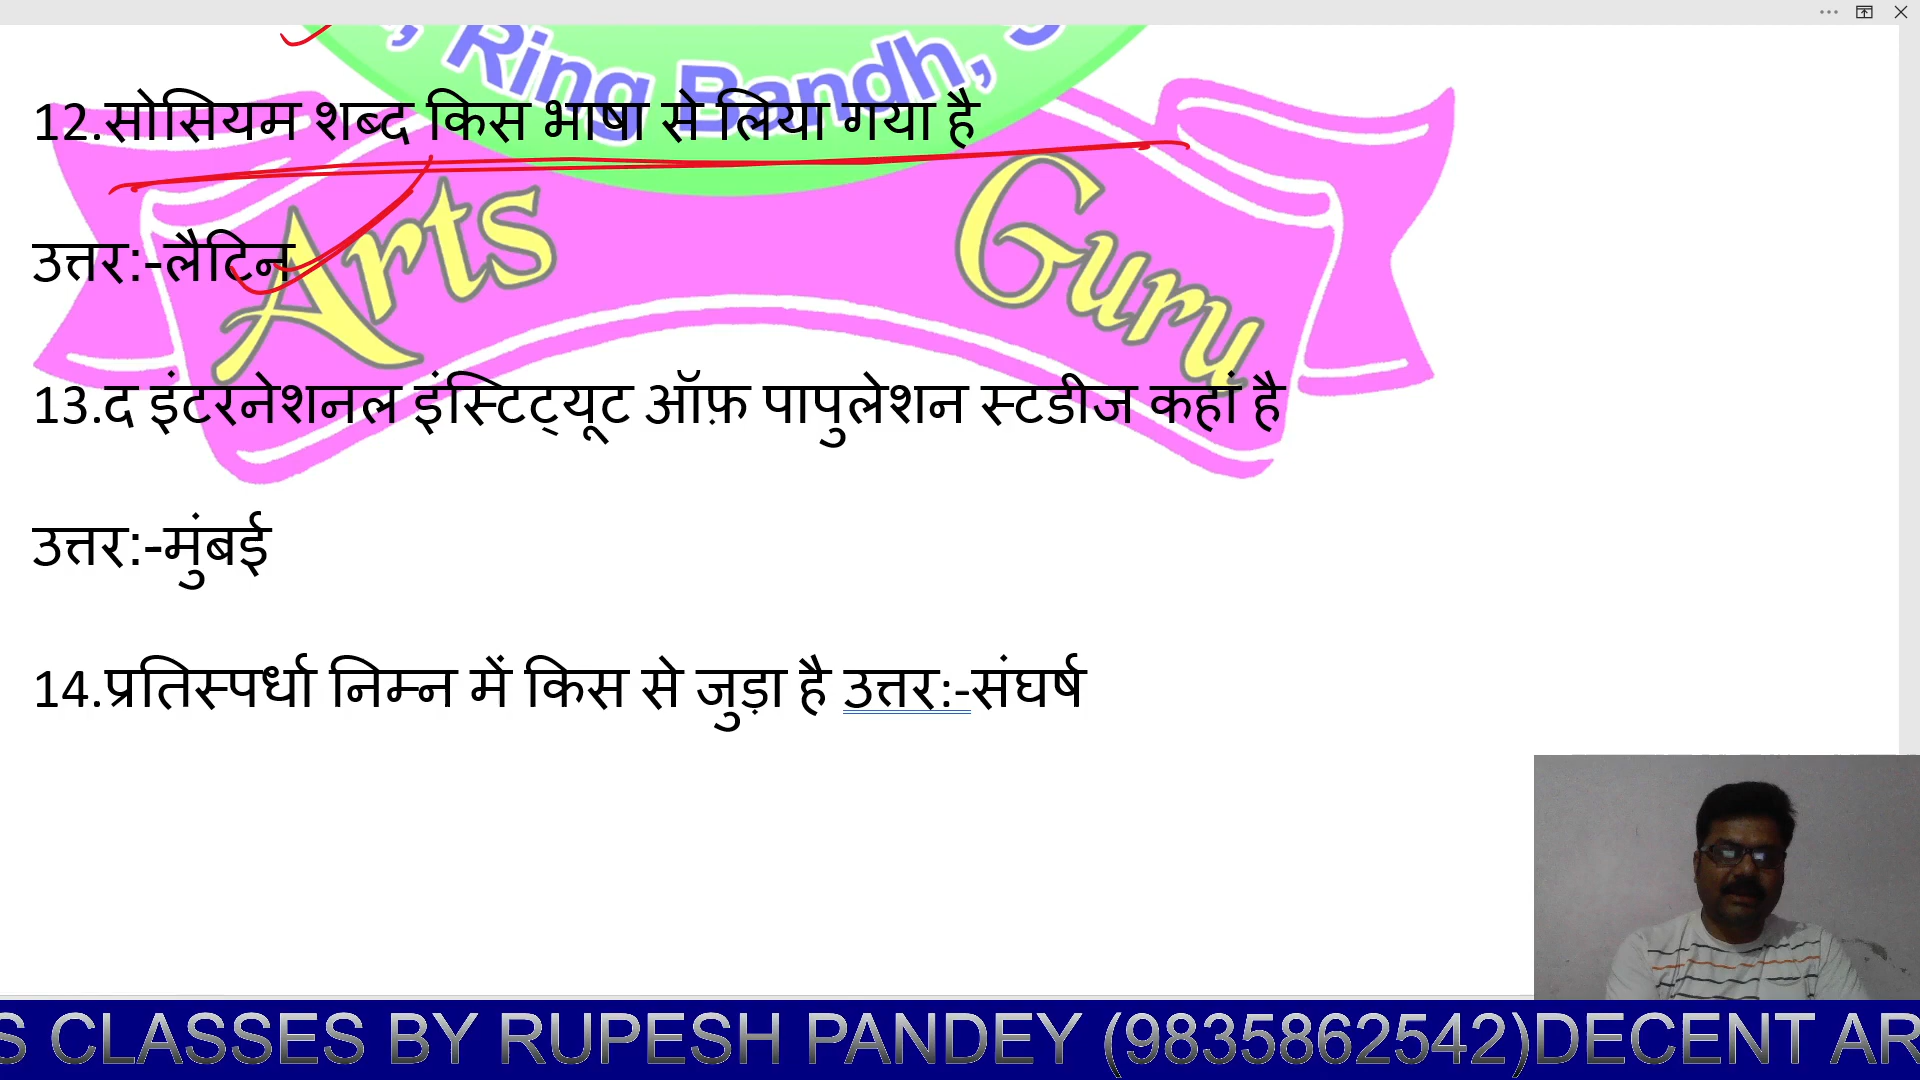 Ring Bandh,
12.सोसियम शब्द किस भाषा से लिया गया है
Arts Guru
उत्तर:-लैटिन
13.द इंटरनेशनल इंस्टिट्यूट ऑफ़ पापुलेशन स्टडीज कहां है
उत्तर:-मुंबई
14.प्रतिस्पर्धा निम्न में किस से जुड़ा है उत्तर:-संघर्ष
S CLASSES BY RUPESH PANDEY (9835862542)DECENT AR